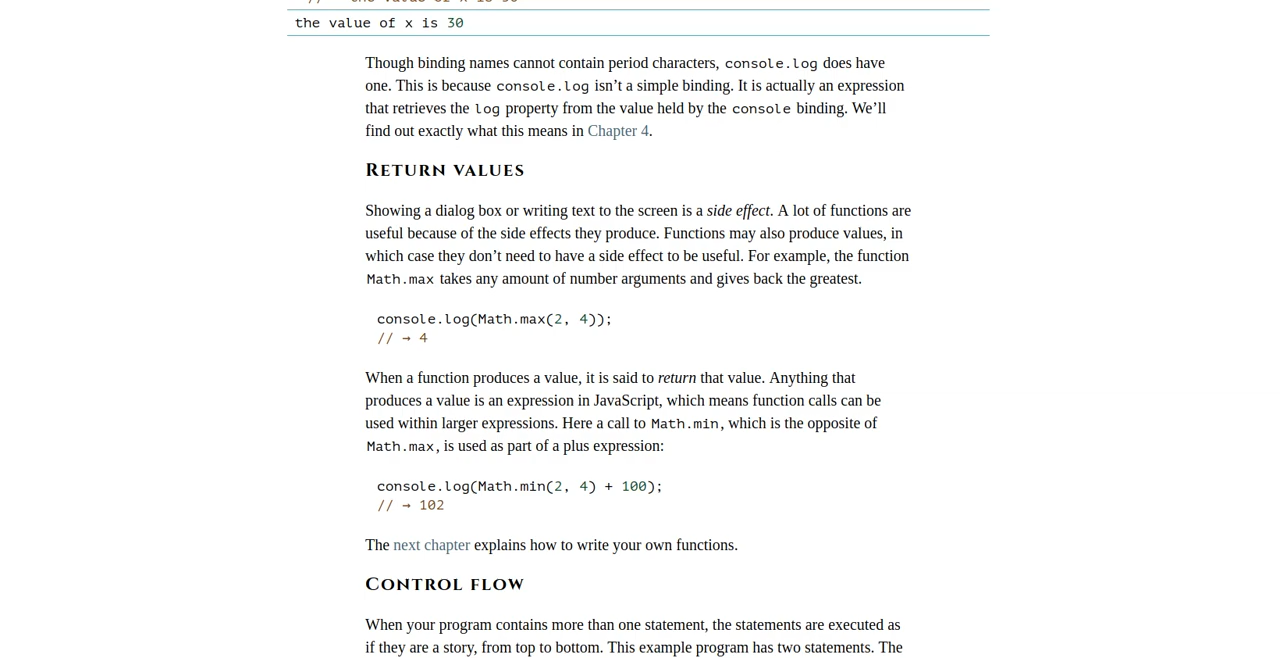 the value of x is 30
Though binding names cannot contain period characters, console.log does have
one. This is because console.log isn’t a simple binding. It is actually an expression
that retrieves the log property from the value held by the console binding. We’ll
find out exactly what this means in Chapter 4.
Return values
Showing a dialog box or writing text to the screen is a side effect. A lot of functions are
useful because of the side effects they produce. Functions may also produce values, in
which case they don’t need to have a side effect to be useful. For example, the function
Math.max takes any amount of number arguments and gives back the greatest.
console.log(Math.max(2, 4));
// → 4
When a function produces a value, it is said to return that value. Anything that
produces a value is an expression in JavaScript, which means function calls can be
used within larger expressions. Here a call to Math.min, which is the opposite of
Math.max, is used as part of a plus expression:
console.log(Math.min(2, 4) + 100);
// → 102
The next chapter explains how to write your own functions.
Control flow
When your program contains more than one statement, the statements are executed as
if they are a story, from top to bottom. This example program has two statements. The